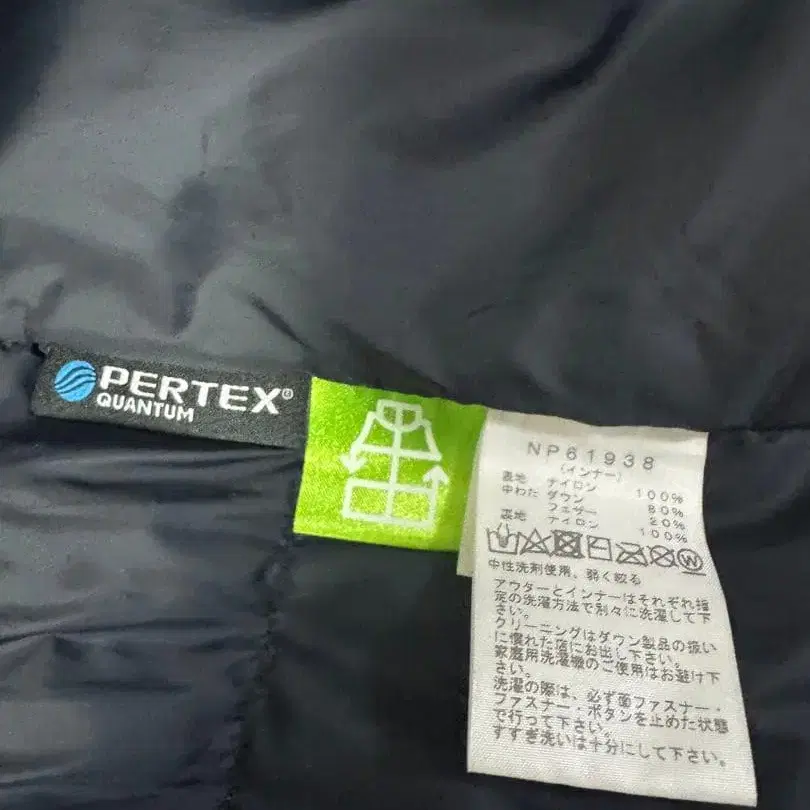 PERTEX®
QUANTUM
NP61938
(インナー)
表地 ナイロン 100%
中わた ダウン 80%
フェザー 20%
裏地 ナイロン 100%
W
中性洗剤使用、弱く絞る
アウターとインナーはそれぞれ指
定の洗濯方法で別々に洗濯して下
さい。
クリーニングはダウン製品の扱い
に慣れた店にお出し下さい。
家庭用洗濯機のご使用はお避け下
さい。
洗濯の際は、必ず面ファスナー・
ファスナー・ボタンを止めた状態
で行って下さい。
すすぎ洗いは十分にして下さい。